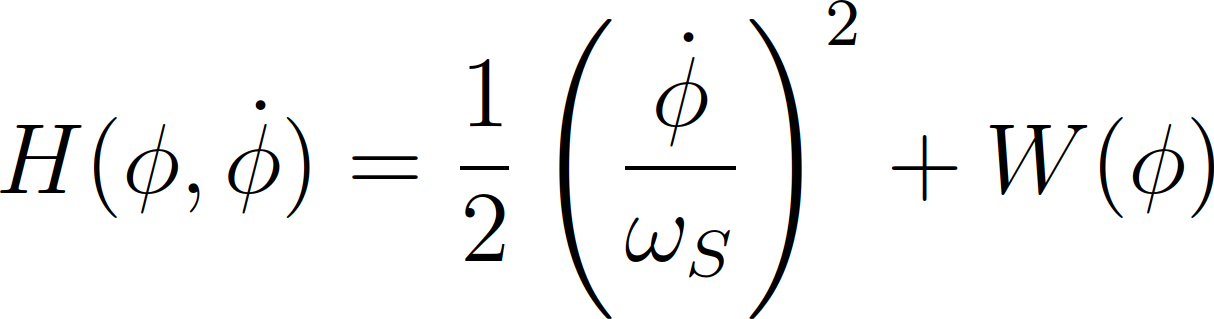 $H(\phi, \dot{\phi}) = \frac{1}{2} \left( \frac{\dot{\phi}}{\omega_S} \right)^2 + W(\phi)$